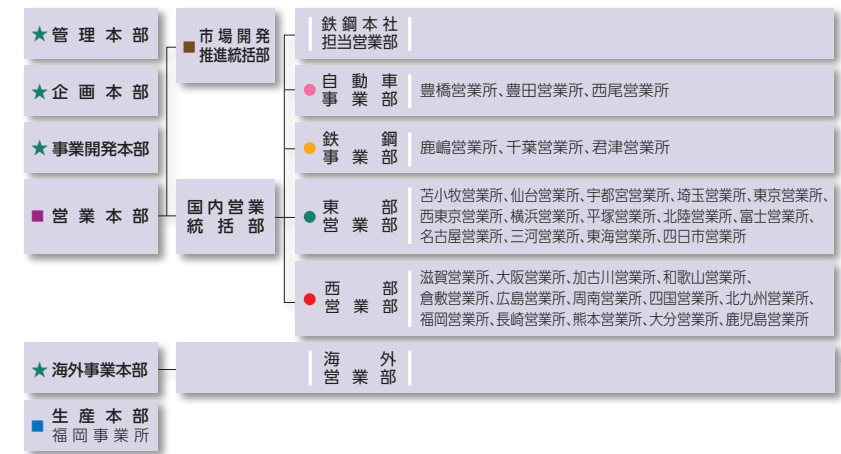 ★管理本部
★企画本部
★事業開発本部
■営業本部
■市場開発
推進統括部
国内営業
統括部
鉄鋼本社
担当営業部
●自動車
事業部
豊橋営業所、豊田営業所、西尾営業所
●鉄鋼
事業部
鹿嶋営業所、千葉営業所、君津営業所
●東部
営業部
苫小牧営業所、仙台営業所、宇都宮営業所、埼玉営業所、東京営業所、
西東京営業所、横浜営業所、平塚営業所、北陸営業所、富士営業所、
名古屋営業所、三河営業所、東海営業所、四日市営業所
●西部
営業部
滋賀営業所、大阪営業所、加古川営業所、和歌山営業所、
倉敷営業所、広島営業所、周南営業所、四国営業所、北九州営業所、
福岡営業所、長崎営業所、熊本営業所、大分営業所、鹿児島営業所
★海外事業本部
海外
営業部
■生産本部
福岡事業所